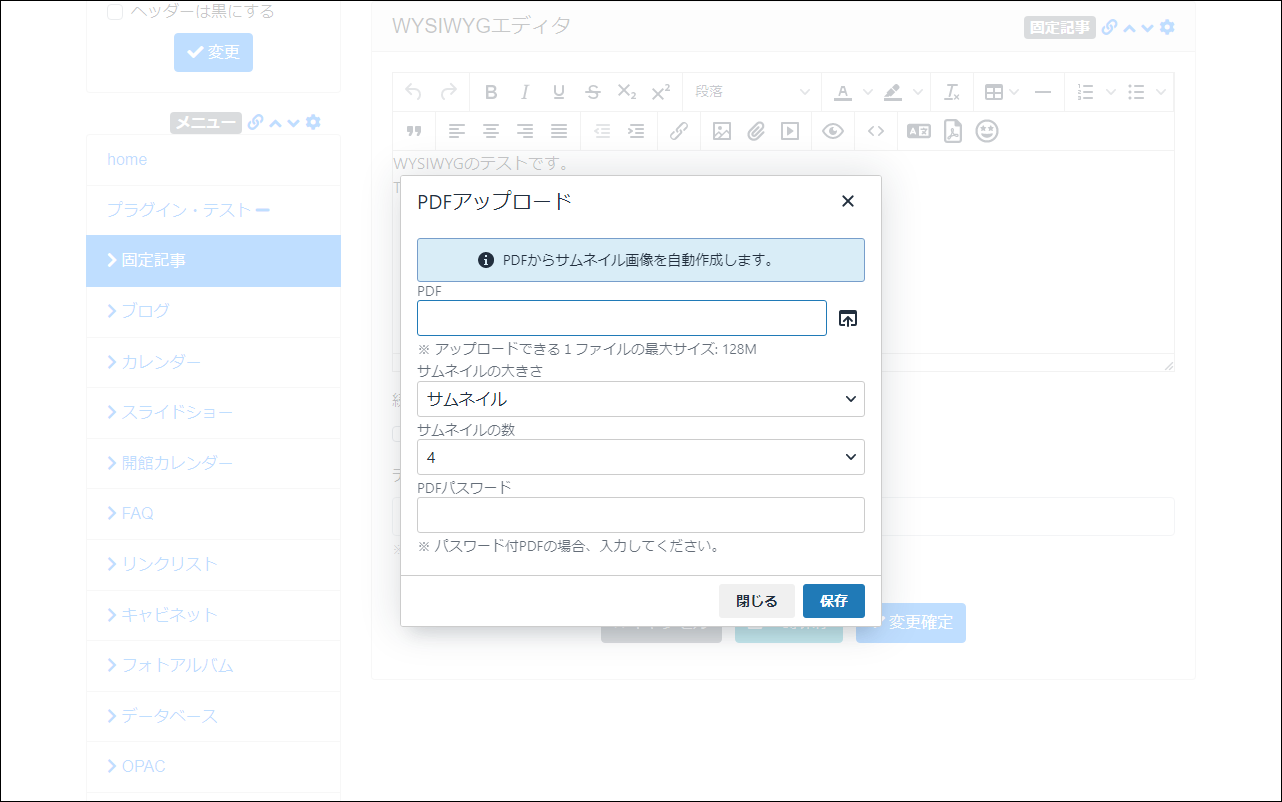 ヘッダーは黒にする
変更
メニュー
home
プラグイン・テスト
固定記事
ブログ
カレンダー
スライドショー
開館カレンダー
FAQ
リンクリスト
キャビネット
フォトアルバム
データベース
OPAC
WYSIWYGエディタ
固定記事
段落
WYSIWYGのテストです。
PDFアップロード
PDFからサムネイル画像を自動作成します。
PDF
※ アップロードできる１ファイルの最大サイズ: 128M
サムネイルの大きさ
サムネイル
サムネイルの数
4
PDFパスワード
※ パスワード付PDFの場合、入力してください。
閉じる
保存
変更確定